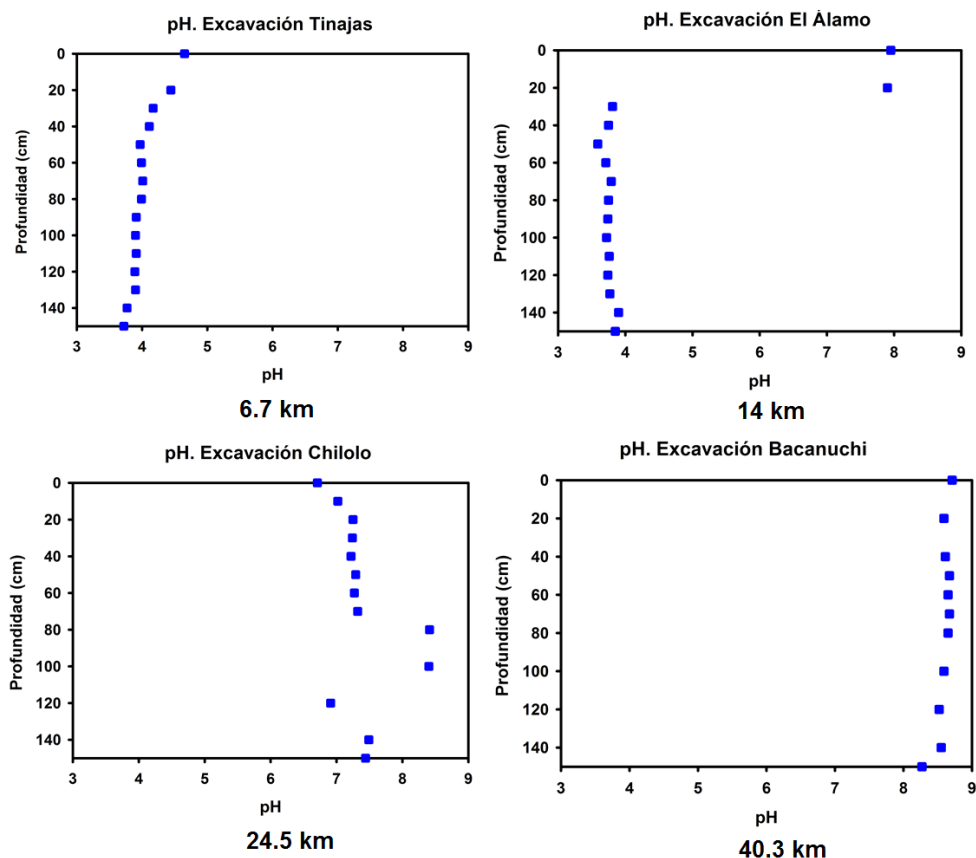 pH. Excavación Tinajas
0
20
40
60
80
100
120
140
Profundidad (cm)
3 4 5 6 7 8 9
pH
6.7 km
pH. Excavación El Álamo
0
20
40
60
80
100
120
140
Profundidad (cm)
3 4 5 6 7 8 9
pH
14 km
pH. Excavación Chilolo
0
20
40
60
80
100
120
140
Profundidad (cm)
3 4 5 6 7 8 9
pH
24.5 km
pH. Excavación Bacanuchi
0
20
40
60
80
100
120
140
Profundidad (cm)
3 4 5 6 7 8 9
pH
40.3 km